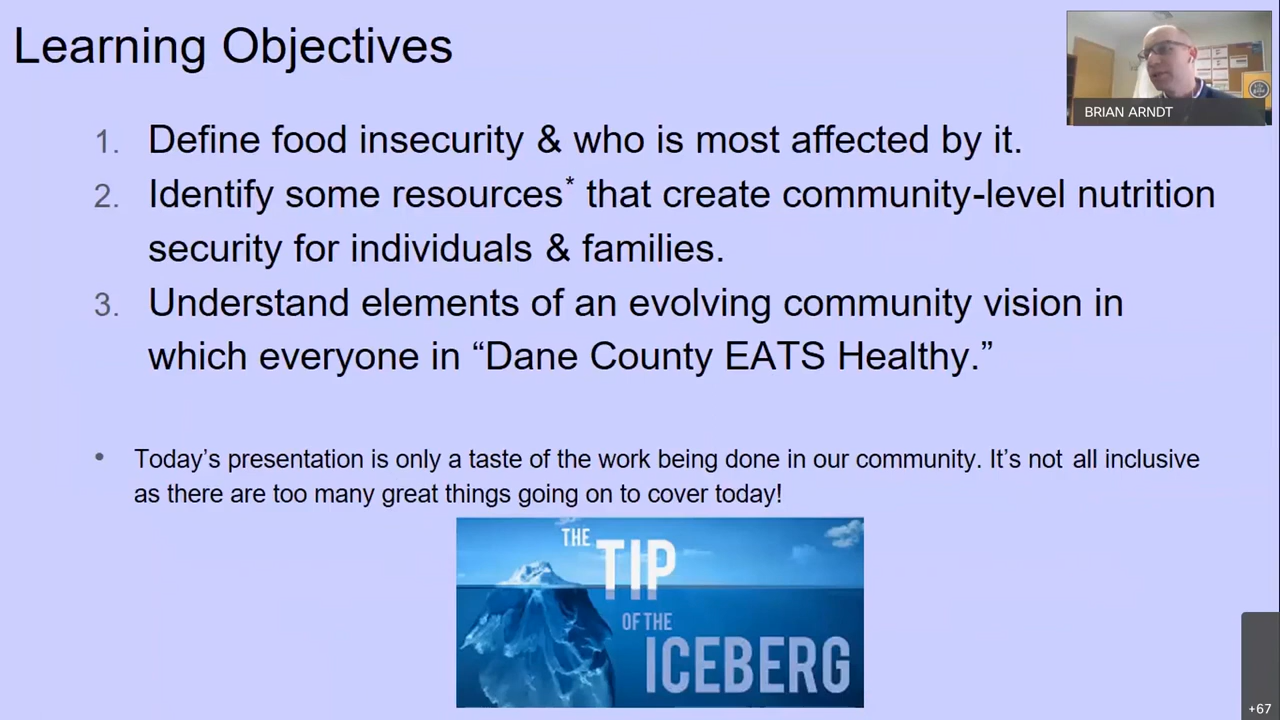 Learning Objectives
BRIAN ARNDT
1. Define food insecurity & who is most affected by it.
2. Identify some resources* that create community-level nutrition
security for individuals & families.
3. Understand elements of an evolving community vision in
which everyone in “Dane County EATS Healthy.”
• Today’s presentation is only a taste of the work being done in our community. It’s not all inclusive
as there are too many great things going on to cover today!
THE
TIP
OF THE
ICEBERG
+67